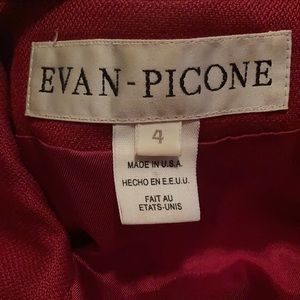 EVAN-PICONE
4
MADE IN U.S.A.
HECHO EN E.E.U.U.
FAIT AU
ETATS-UNIS